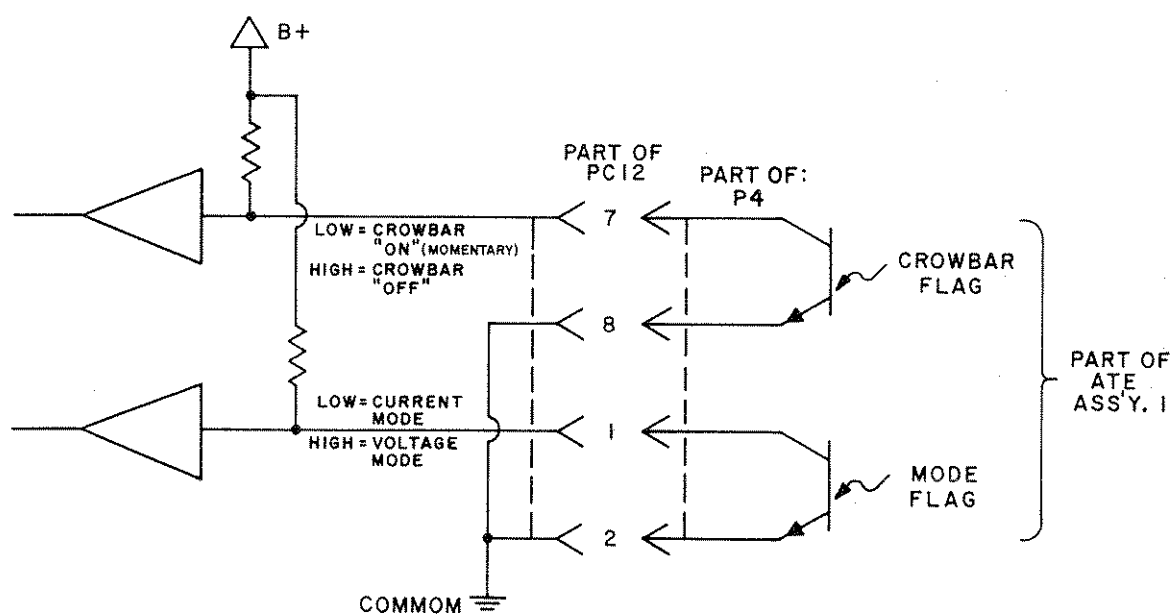 B+
PART OF
PC12
PART OF:
P4
7
LOW = CROWBAR
"ON" (MOMENTARY)
HIGH = CROWBAR
"OFF"
CROWBAR
FLAG
8
PART OF
ATE
ASS'Y. 1
LOW = CURRENT
MODE
1
HIGH = VOLTAGE
MODE
MODE
FLAG
2
COMMOM